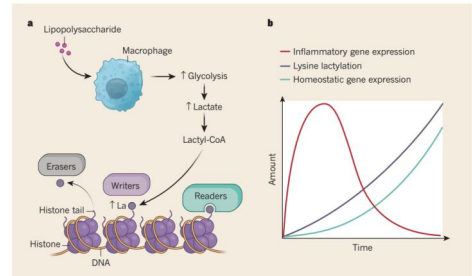 a
Lipopolysaccharide
Macrophage
↑ Glycolysis
↑ Lactate
Lactyl-CoA
Erasers
Writers
↑ La
Readers
Histone tail
Histone
DNA
b
Inflammatory gene expression
Lysine lactylation
Homeostatic gene expression
Amount
Time